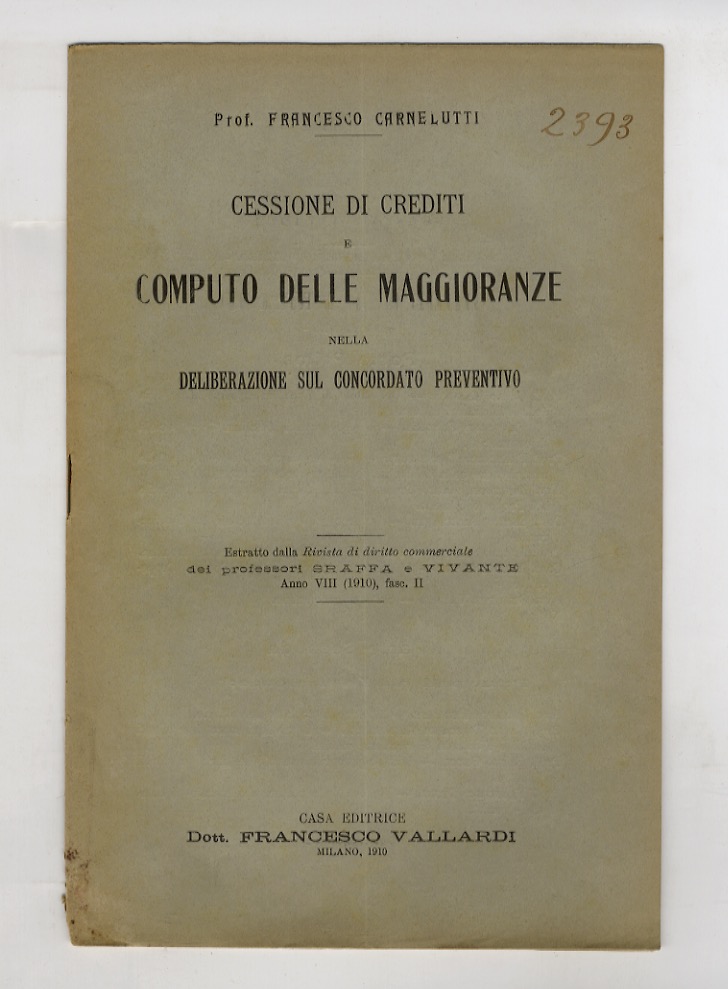 Prof. FRANCESCO CARNELUTTI
2393
CESSIONE DI CREDITI
E
COMPUTO DELLE MAGGIORANZE
NELLA
DELIBERAZIONE SUL CONCORDATO PREVENTIVO
Estratto dalla Rivista di diritto commerciale
dei professori SRAFFA e VIVANTE
Anno VIII (1910), fasc. II
CASA EDITRICE
Dott. FRANCESCO VALLARDI
MILANO, 1910